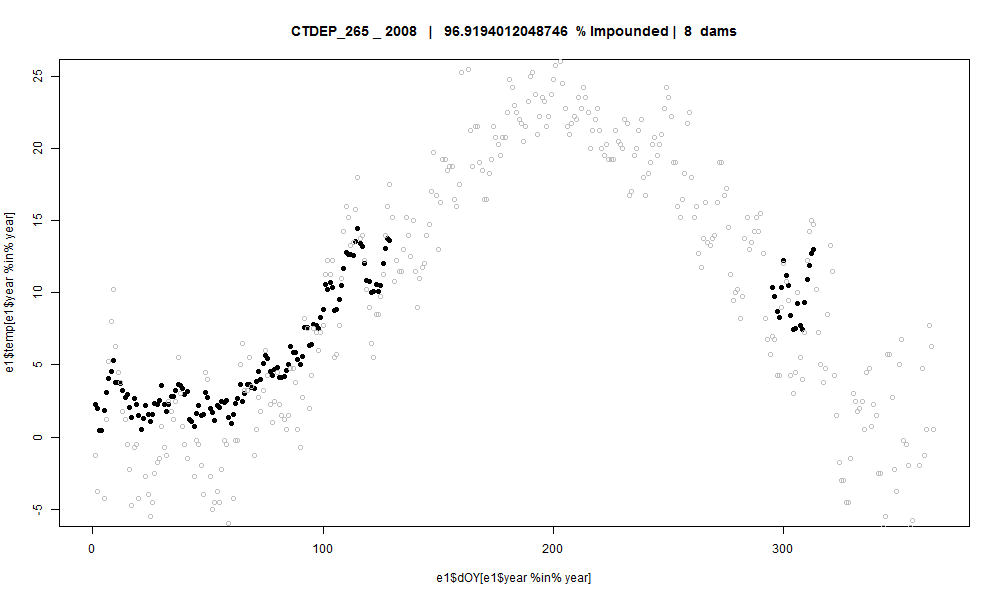 CTDEP_265 _ 2008 | 96.9194012048746 % Impounded | 8 dams
e1$temp[e1$year %in% year]
25
20
15
10
5
0
-5
0 100 200 300
e1$dOY[e1$year %in% year]